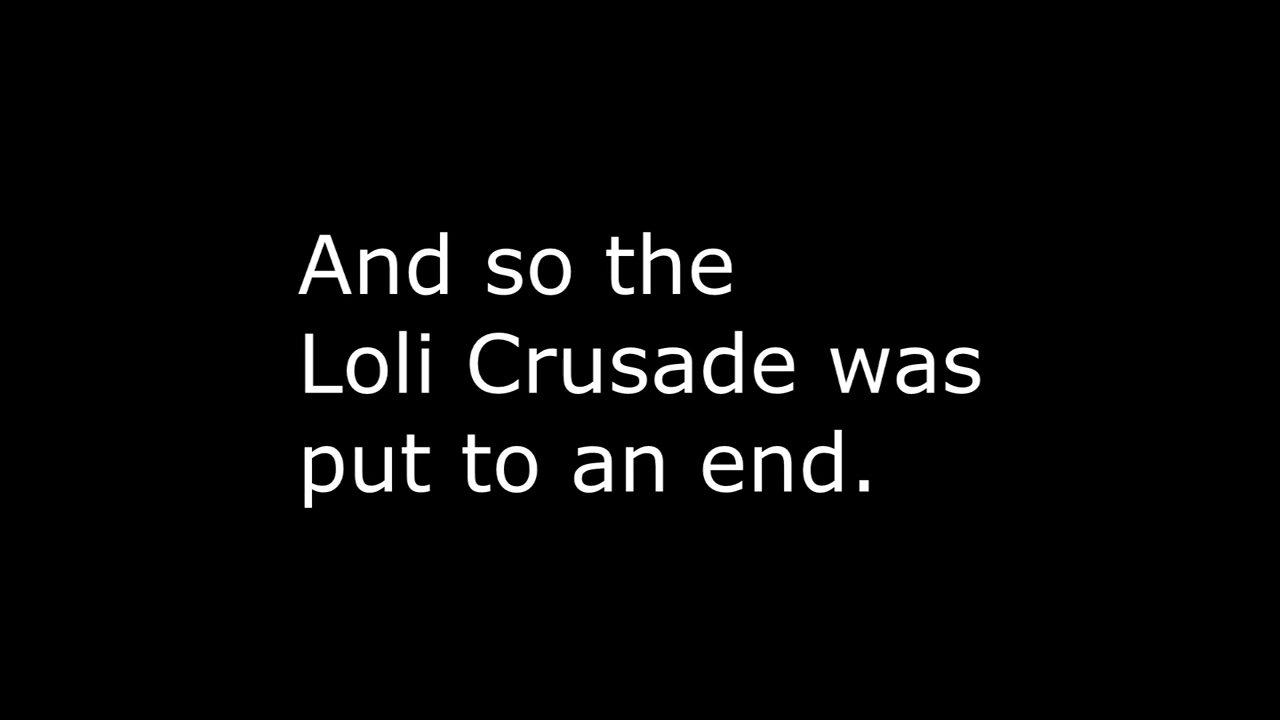 And so the
Loli Crusade was
put to an end.